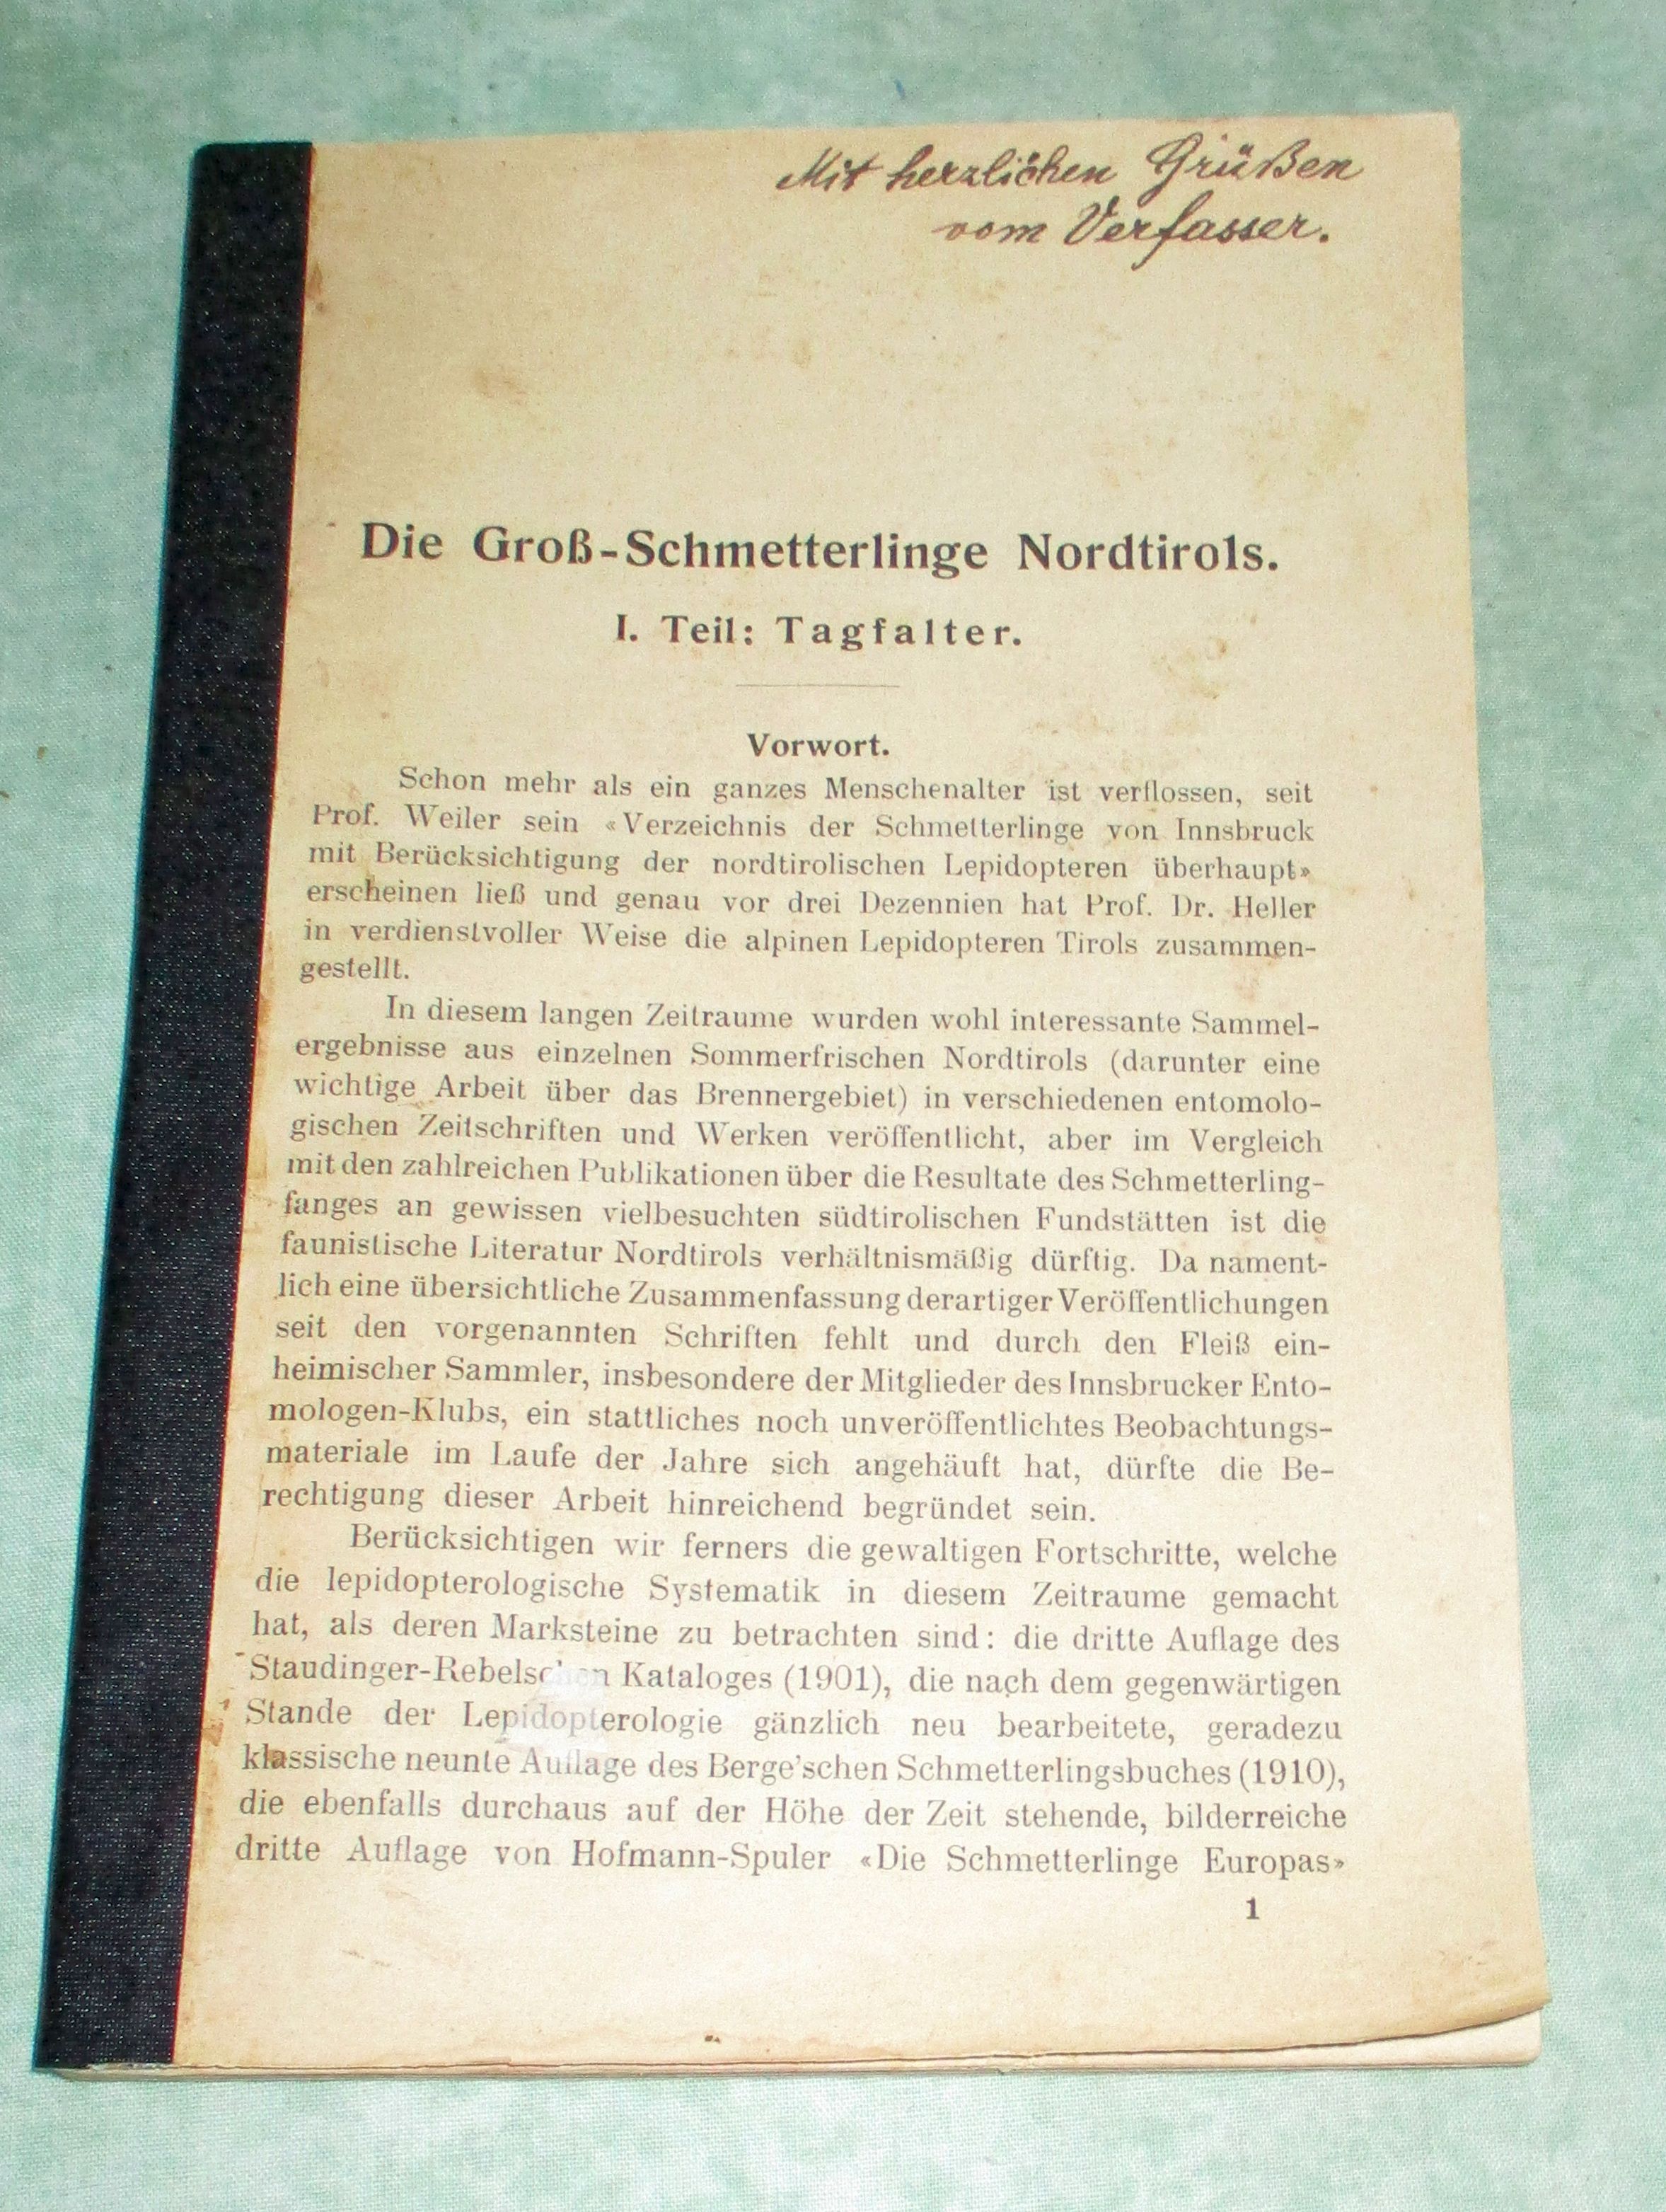 Mit herzlichen Grüßen
vom Verfasser.
Die Groß-Schmetterlinge Nordtirols.
I. Teil: Tagfalter.
Vorwort.
Schon mehr als ein ganzes Menschenalter ist verflossen, seit
Prof. Weiler sein «Verzeichnis der Schmetterlinge von Innsbruck
mit Berücksichtigung der nordtirolischen Lepidopteren überhaupt»
erscheinen ließ und genau vor drei Dezennien hat Prof. Dr. Heller
in verdienstvoller Weise die alpinen Lepidopteren Tirols zusammen-
gestellt.
In diesem langen Zeitraume wurden wohl interessante Sammel-
ergebnisse aus einzelnen Sommerfrischen Nordtirols (darunter eine
wichtige Arbeit über das Brennergebiet) in verschiedenen entomolo-
gischen Zeitschriften und Werken veröffentlicht, aber im Vergleich
mit den zahlreichen Publikationen über die Resultate des Schmetterling-
fanges an gewissen vielbesuchten südtirolischen Fundstätten ist die
faunistische Literatur Nordtirols verhältnismäßig dürftig. Da nament-
lich eine übersichtliche Zusammenfassung derartiger Veröffentlichungen
seit den vorgenannten Schriften fehlt und durch den Fleiß ein-
heimischer Sammler, insbesondere der Mitglieder des Innsbrucker Ento-
mologen-Klubs, ein stattliches noch unveröffentlichtes Beobachtungs-
materiale im Laufe der Jahre sich angehäuft hat, dürfte die Be-
rechtigung dieser Arbeit hinreichend begründet sein.
Berücksichtigen wir ferners die gewaltigen Fortschritte, welche
die lepidopterologische Systematik in diesem Zeitraume gemacht
hat, als deren Marksteine zu betrachten sind: die dritte Auflage des
Staudinger-Rebelschen Kataloges (1901), die nach dem gegenwärtigen
Stande der Lepidopterologie gänzlich neu bearbeitete, geradezu
klassische neunte Auflage des Berge'schen Schmetterlingsbuches (1910),
die ebenfalls durchaus auf der Höhe der Zeit stehende, bilderreiche
dritte Auflage von Hofmann-Spuler «Die Schmetterlinge Europas»
1